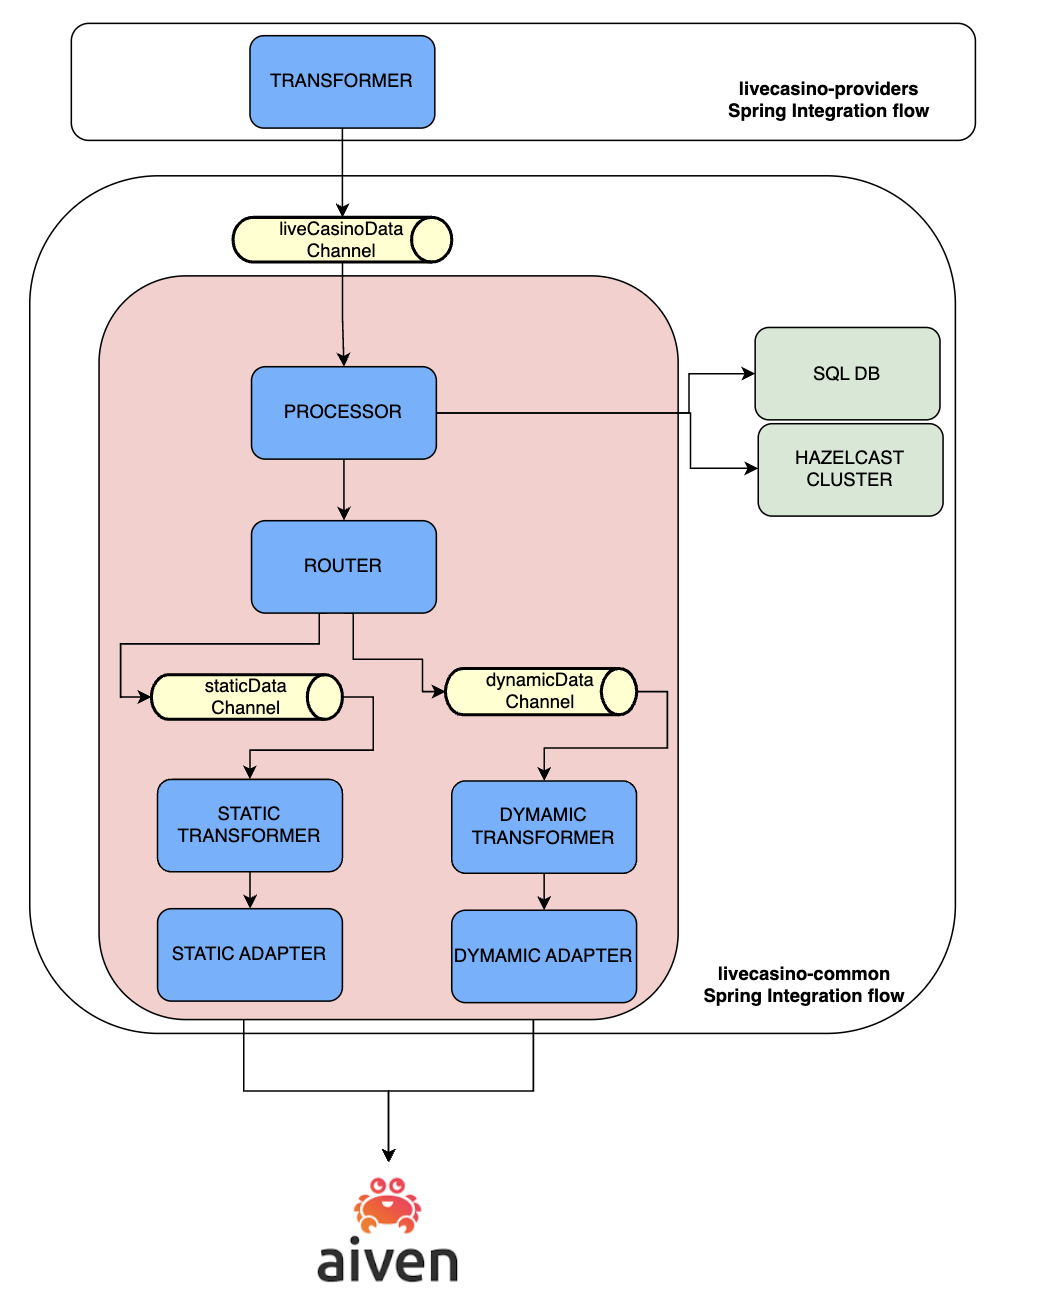 TRANSFORMER
livecasino-providers
Spring Integration flow
liveCasinoData
Channel
PROCESSOR
SQL DB
HAZELCAST
CLUSTER
ROUTER
staticData
Channel
dynamicData
Channel
STATIC
TRANSFORMER
DYMAMIC
TRANSFORMER
STATIC ADAPTER
DYMAMIC ADAPTER
livecasino-common
Spring Integration flow
aiven